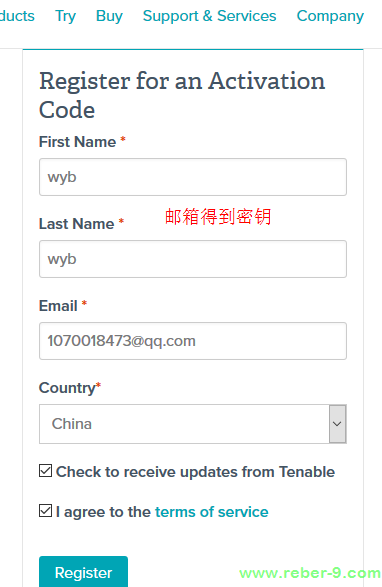 ducts Try Buy Support & Services Company
Register for an Activation
Code
First Name *
wyb
邮箱得到密钥
Last Name *
wyb
Email *
1070018473@qq.com
Country*
China
Check to receive updates from Tenable
I agree to the terms of service
Register
www.reber-9.com